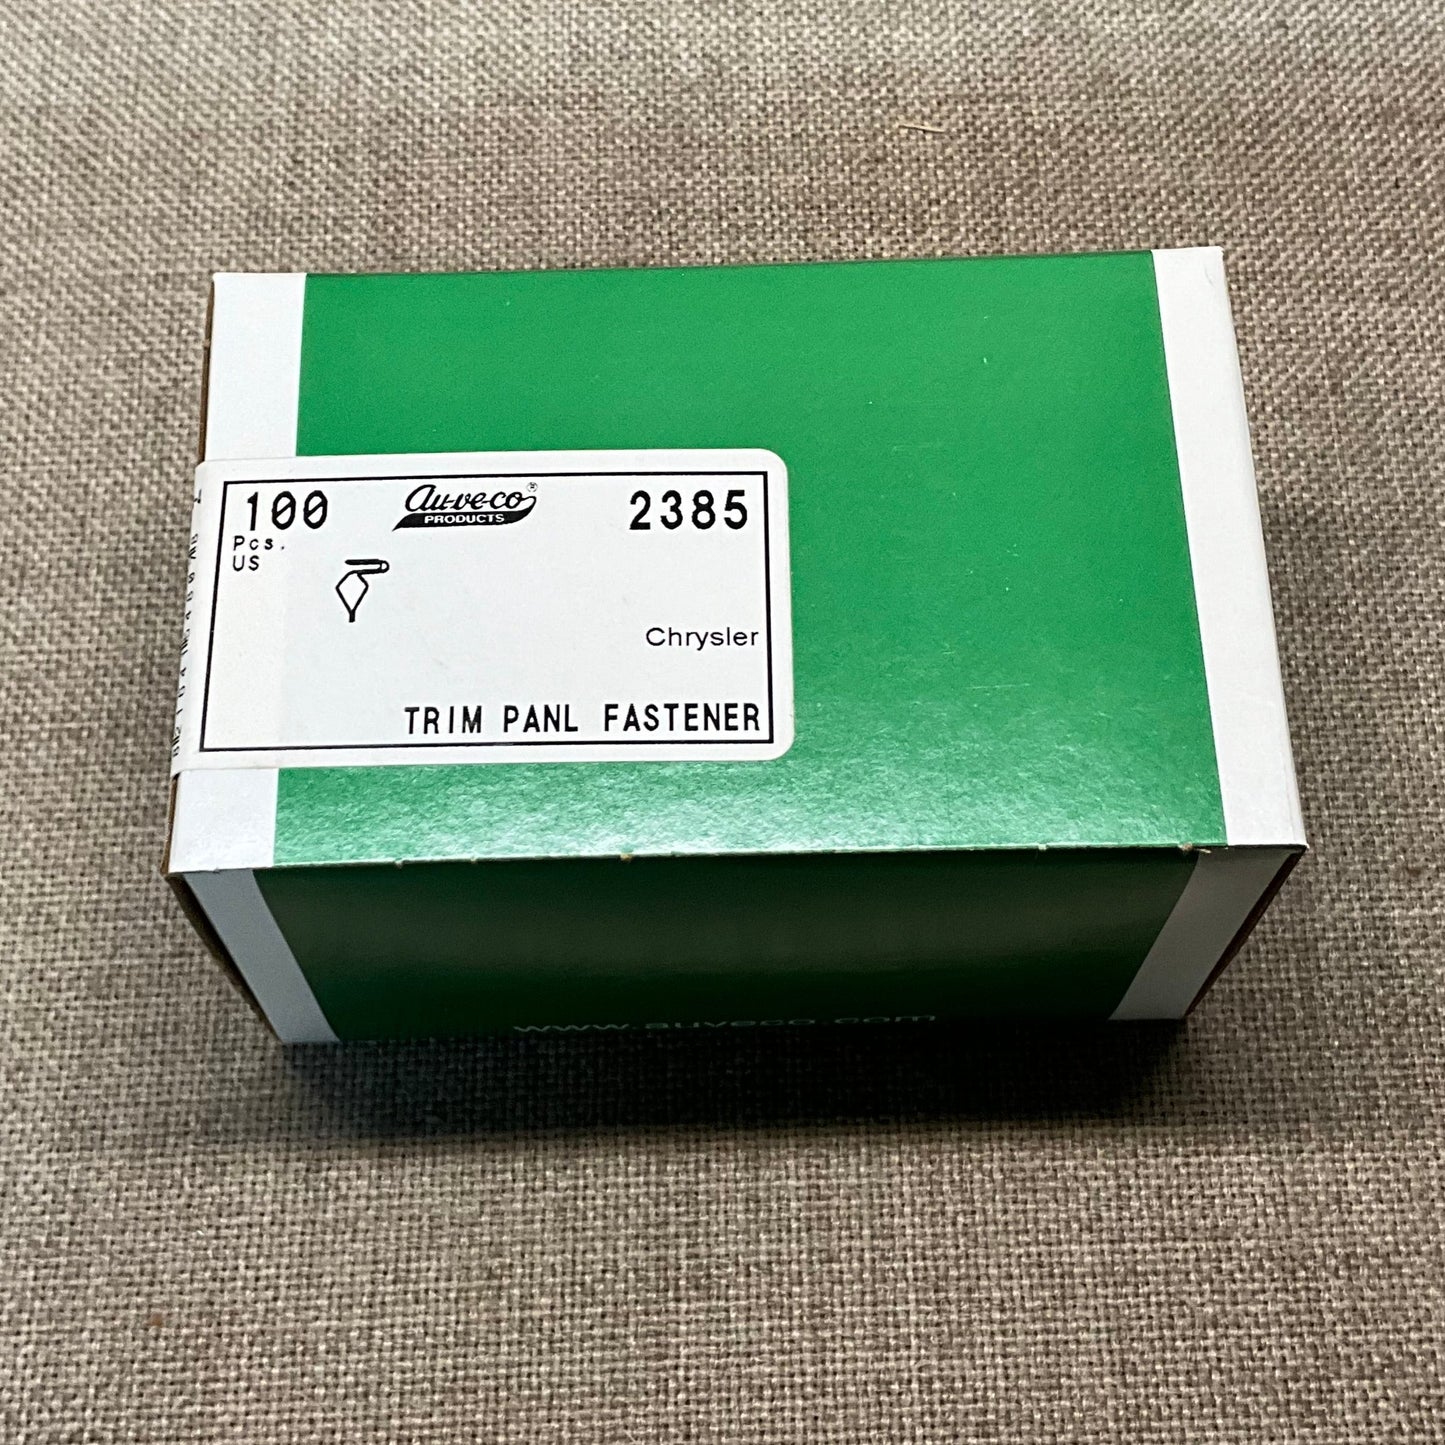 100
Pcs.
US
Au-ve-co®
PRODUCTS
2385
Chrysler
TRIM PANL FASTENER
www.auveco.com